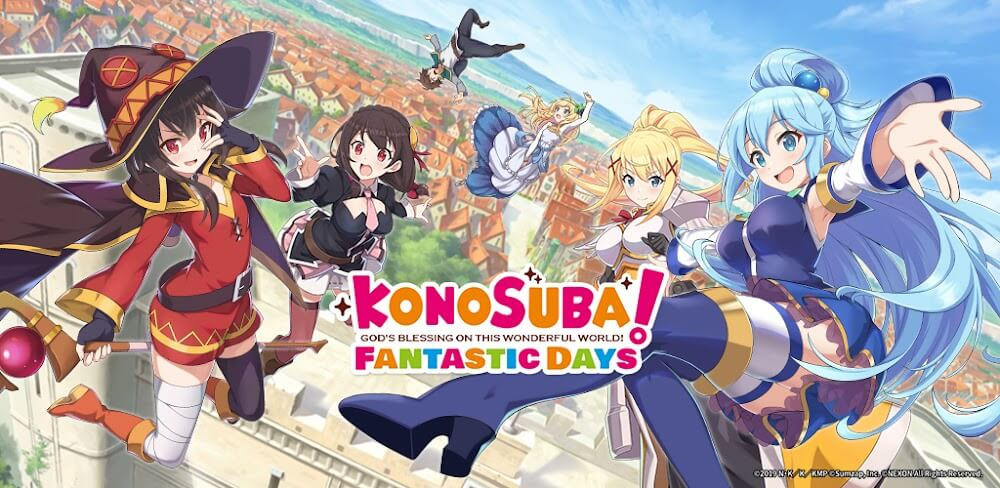 KONOSUBA!
GOD'S BLESSING ON THIS WONDERFUL WORLD!
FANTASTIC DAYS
©2019 N・K/K/KMP ©Sumzap, Inc. ©NEXON All Rights Reserved.